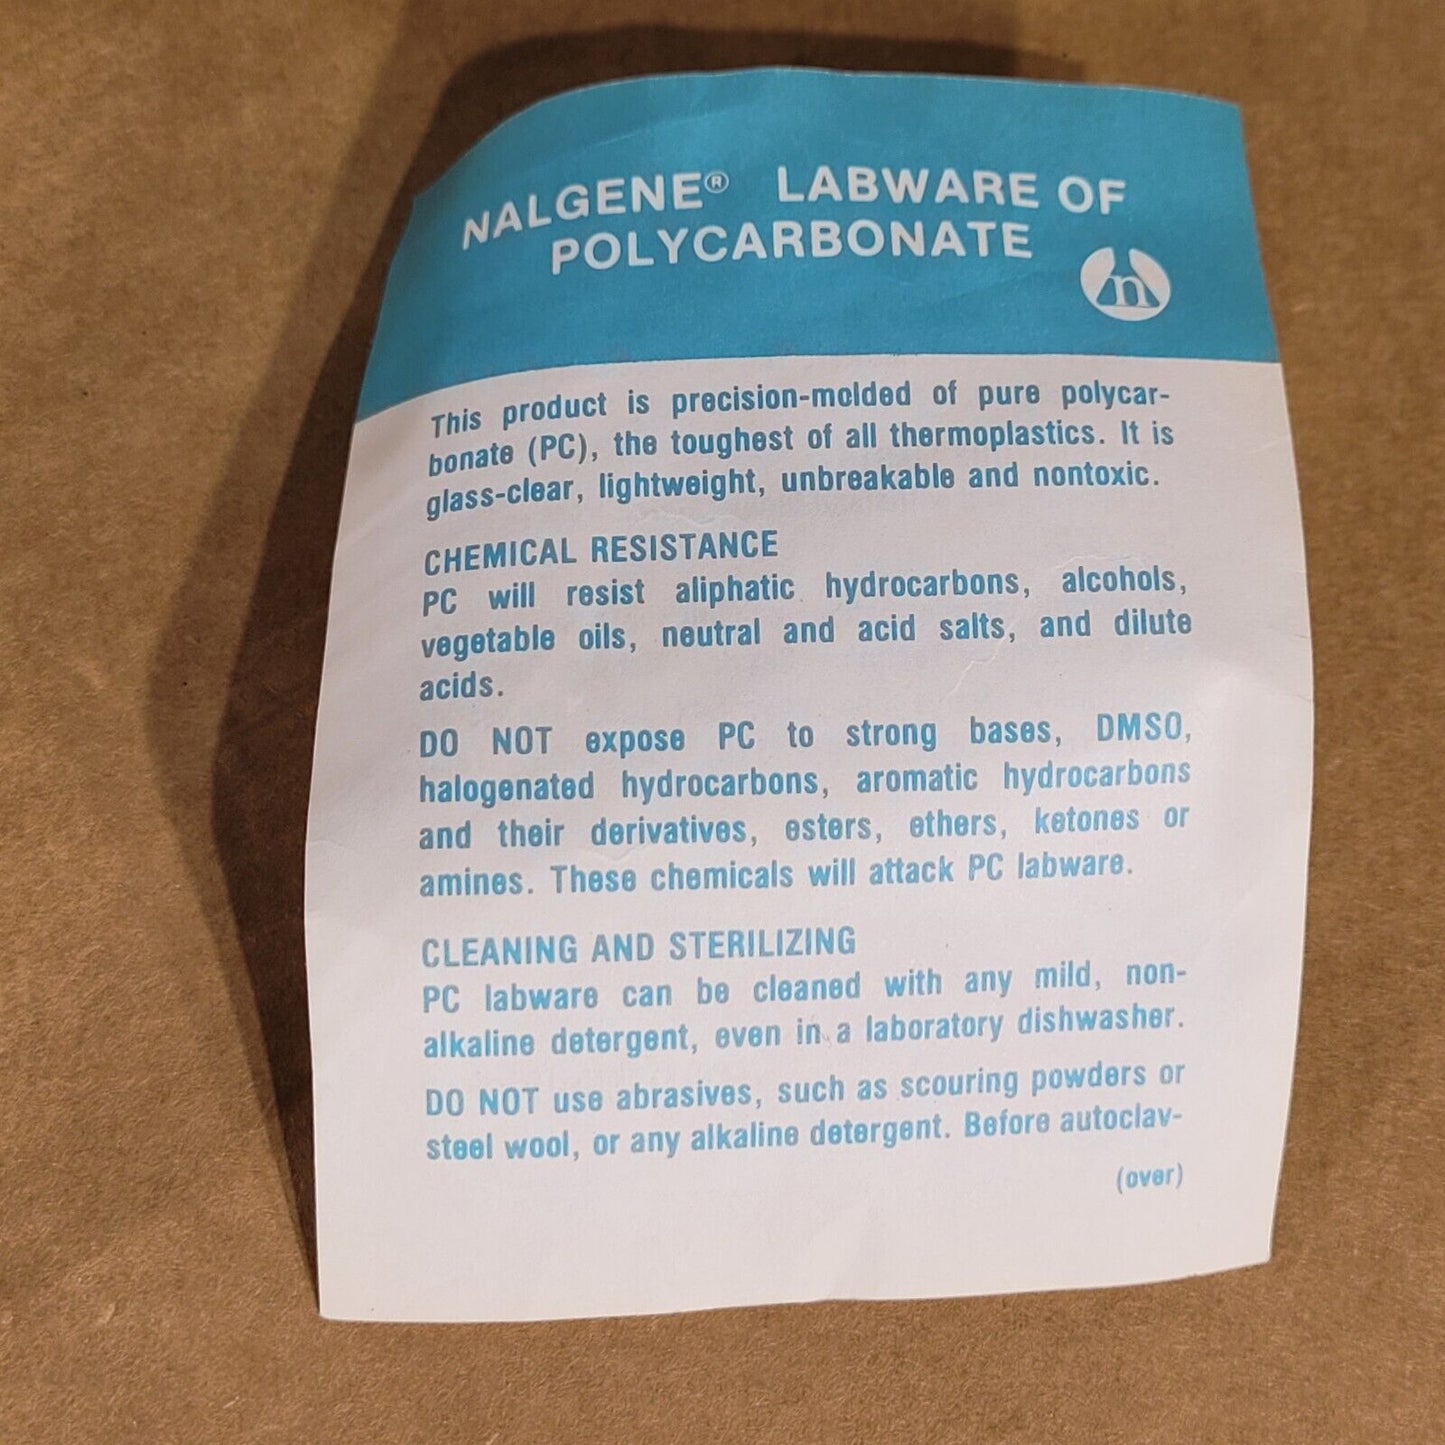 NALGENE® LABWARE OF
POLYCARBONATE
n
This product is precision-molded of pure polycar-
bonate (PC), the toughest of all thermoplastics. It is
glass-clear, lightweight, unbreakable and nontoxic.
CHEMICAL RESISTANCE
PC will resist aliphatic hydrocarbons, alcohols,
vegetable oils, neutral and acid salts, and dilute
acids.
DO NOT expose PC to strong bases, DMSO,
halogenated hydrocarbons, aromatic hydrocarbons
and their derivatives, esters, ethers, ketones or
amines. These chemicals will attack PC labware.
CLEANING AND STERILIZING
PC labware can be cleaned with any mild, non-
alkaline detergent, even in a laboratory dishwasher.
DO NOT use abrasives, such as scouring powders or
steel wool, or any alkaline detergent. Before autoclav-
(over)